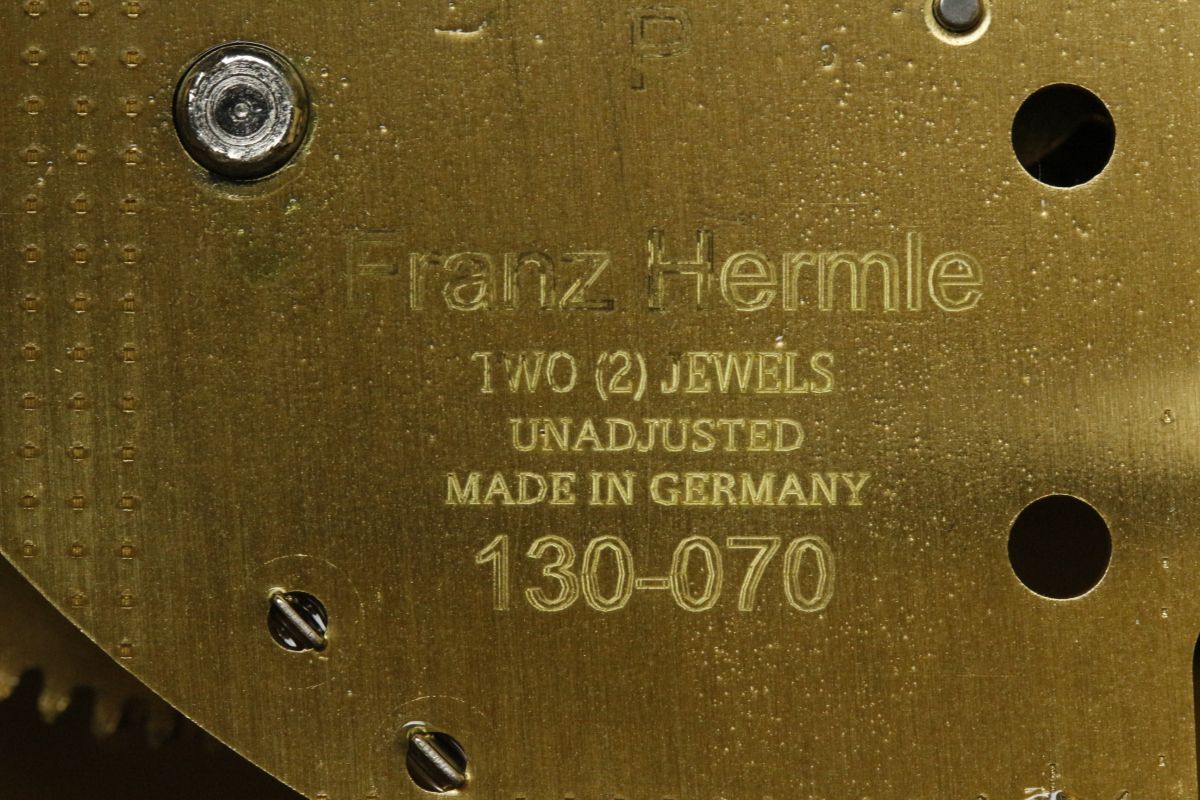 P
Franz Hermle
TWO (2) JEWELS
UNADJUSTED
MADE IN GERMANY
130-070